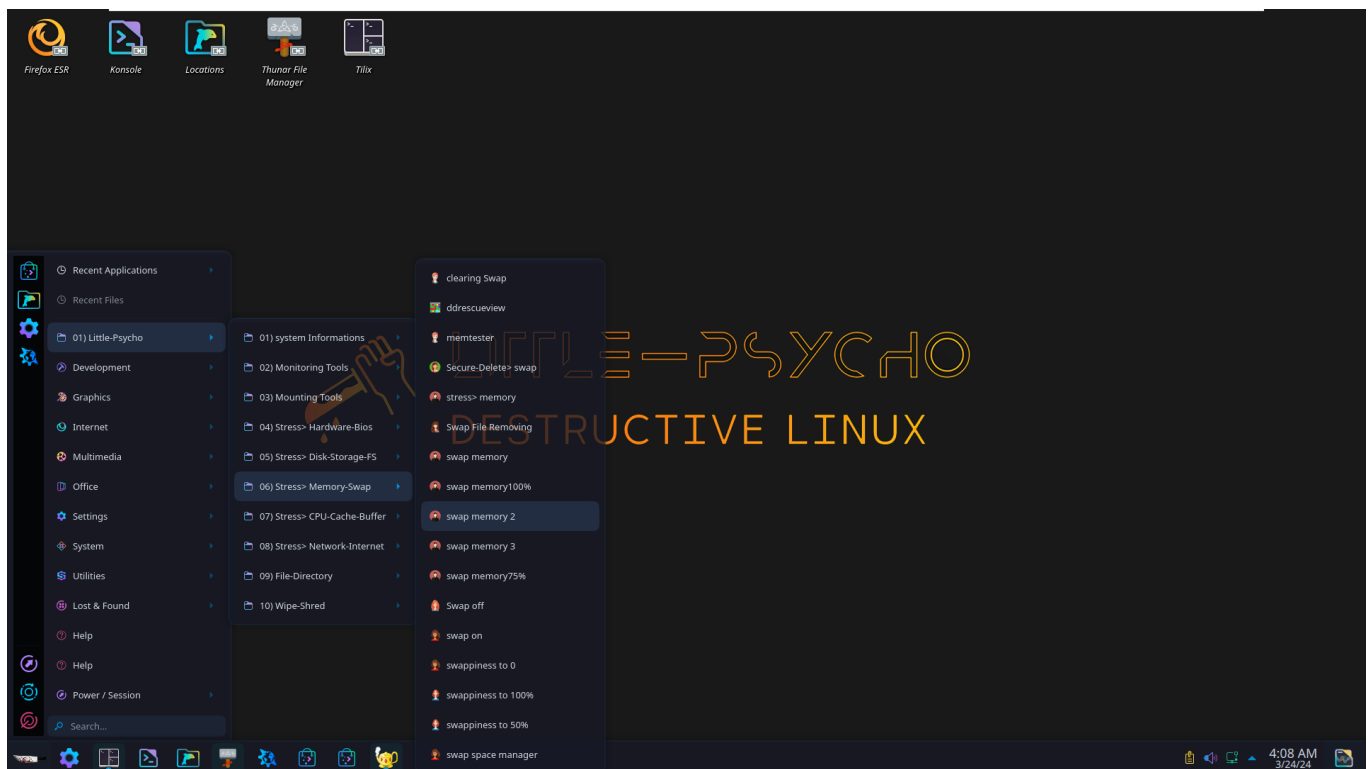 Firefox ESR
Konsole
Locations
Thunar File
Manager
Tilix
LITTLE-PSYCHO
DESTRUCTIVE LINUX
Recent Applications
Recent Files
01) Little-Psycho
Development
Graphics
Internet
Multimedia
Office
Settings
System
Utilities
Lost & Found
Help
Help
Power / Session
Search...
01) system Informations
02) Monitoring Tools
03) Mounting Tools
04) Stress> Hardware-Bios
05) Stress> Disk-Storage-FS
06) Stress> Memory-Swap
07) Stress> CPU-Cache-Buffer
08) Stress> Network-Internet
09) File-Directory
10) Wipe-Shred
clearing Swap
ddrescueview
memtester
Secure-Delete> swap
stress> memory
Swap File Removing
swap memory
swap memory100%
swap memory 2
swap memory 3
swap memory75%
Swap off
swap on
swappiness to 0
swappiness to 100%
swappiness to 50%
swap space manager
4:08 AM
3/24/24